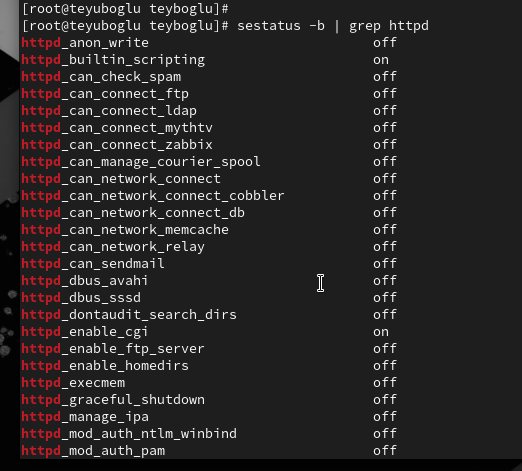 [root@teyuboglu teyboglu]#
[root@teyuboglu teyboglu]# sestatus -b | grep httpd
httpd_anon_write off
httpd_builtin_scripting on
httpd_can_check_spam off
httpd_can_connect_ftp off
httpd_can_connect_ldap off
httpd_can_connect_mythtv off
httpd_can_connect_zabbix off
httpd_can_manage_courier_spool off
httpd_can_network_connect off
httpd_can_network_connect_cobbler off
httpd_can_network_connect_db off
httpd_can_network_memcache off
httpd_can_network_relay off
httpd_can_sendmail off
httpd_dbus_avahi off
httpd_dbus_sssd off
httpd_dontaudit_search_dirs off
httpd_enable_cgi on
httpd_enable_ftp_server off
httpd_enable_homedirs off
httpd_execmem off
httpd_graceful_shutdown off
httpd_manage_ipa off
httpd_mod_auth_ntlm_winbind off
httpd_mod_auth_pam off